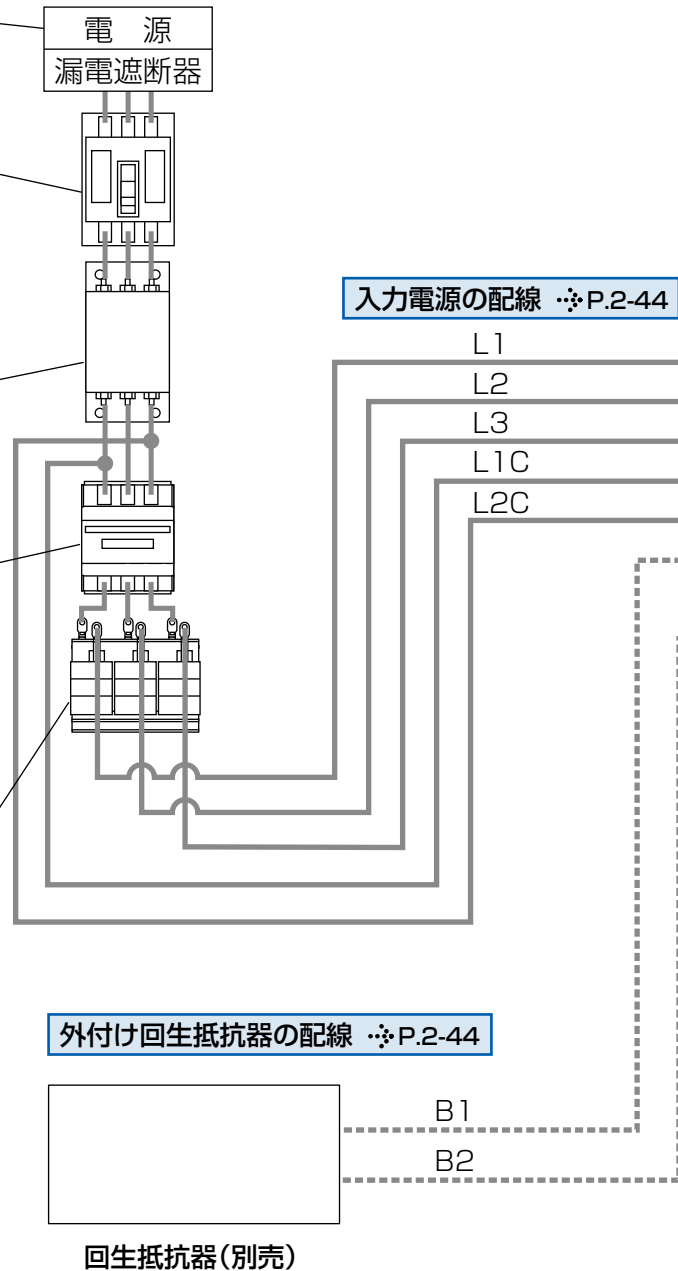 電 源
漏電遮断器
入力電源の配線 P.2-44
L1
L2
L3
L1C
L2C
外付け回生抵抗器の配線 P.2-44
B1
B2
回生抵抗器(別売)